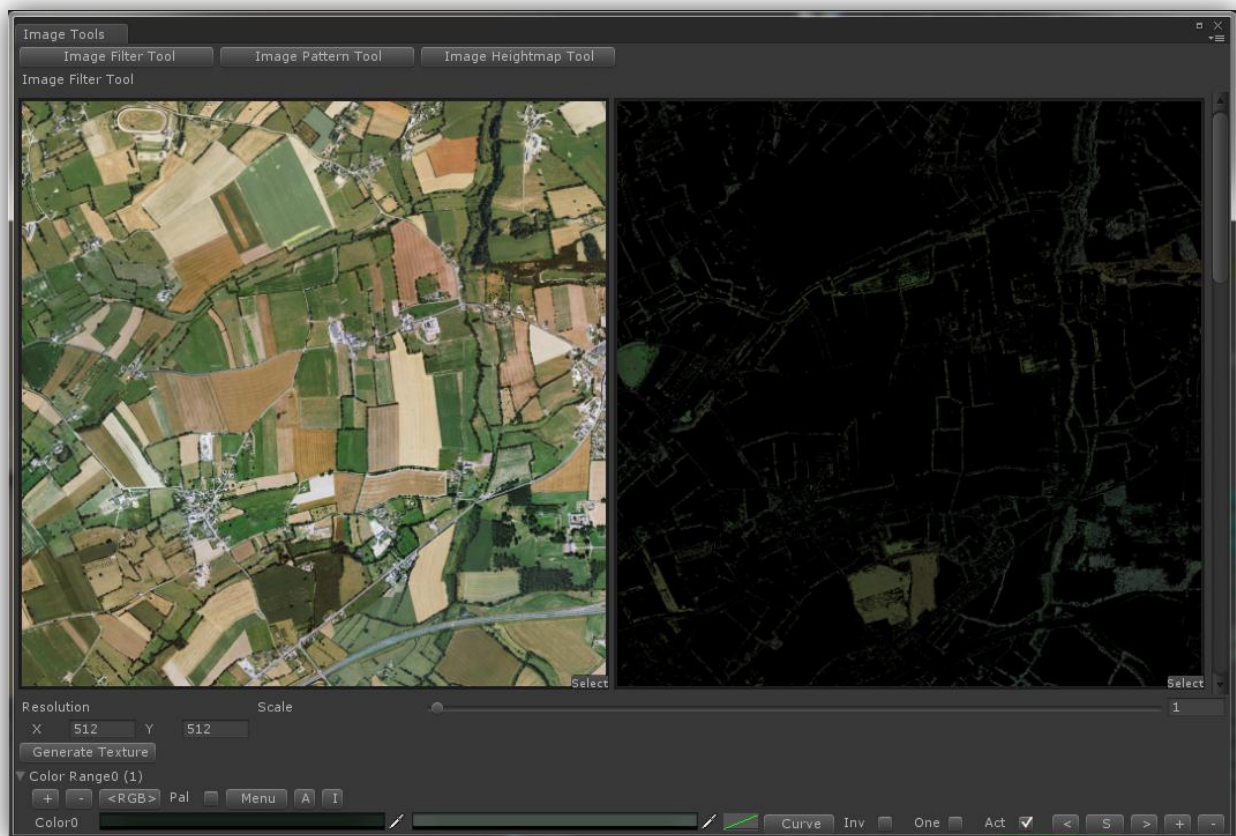 Image Tools
Image Filter Tool Image Pattern Tool Image Heightmap Tool
Image Filter Tool
Select Select
Resolution Scale 1
X 512 Y 512
Generate Texture
Color Range0 (1)
+ - <RGB> Pal Menu A I
Color0 Curve Inv One Act < S > + -